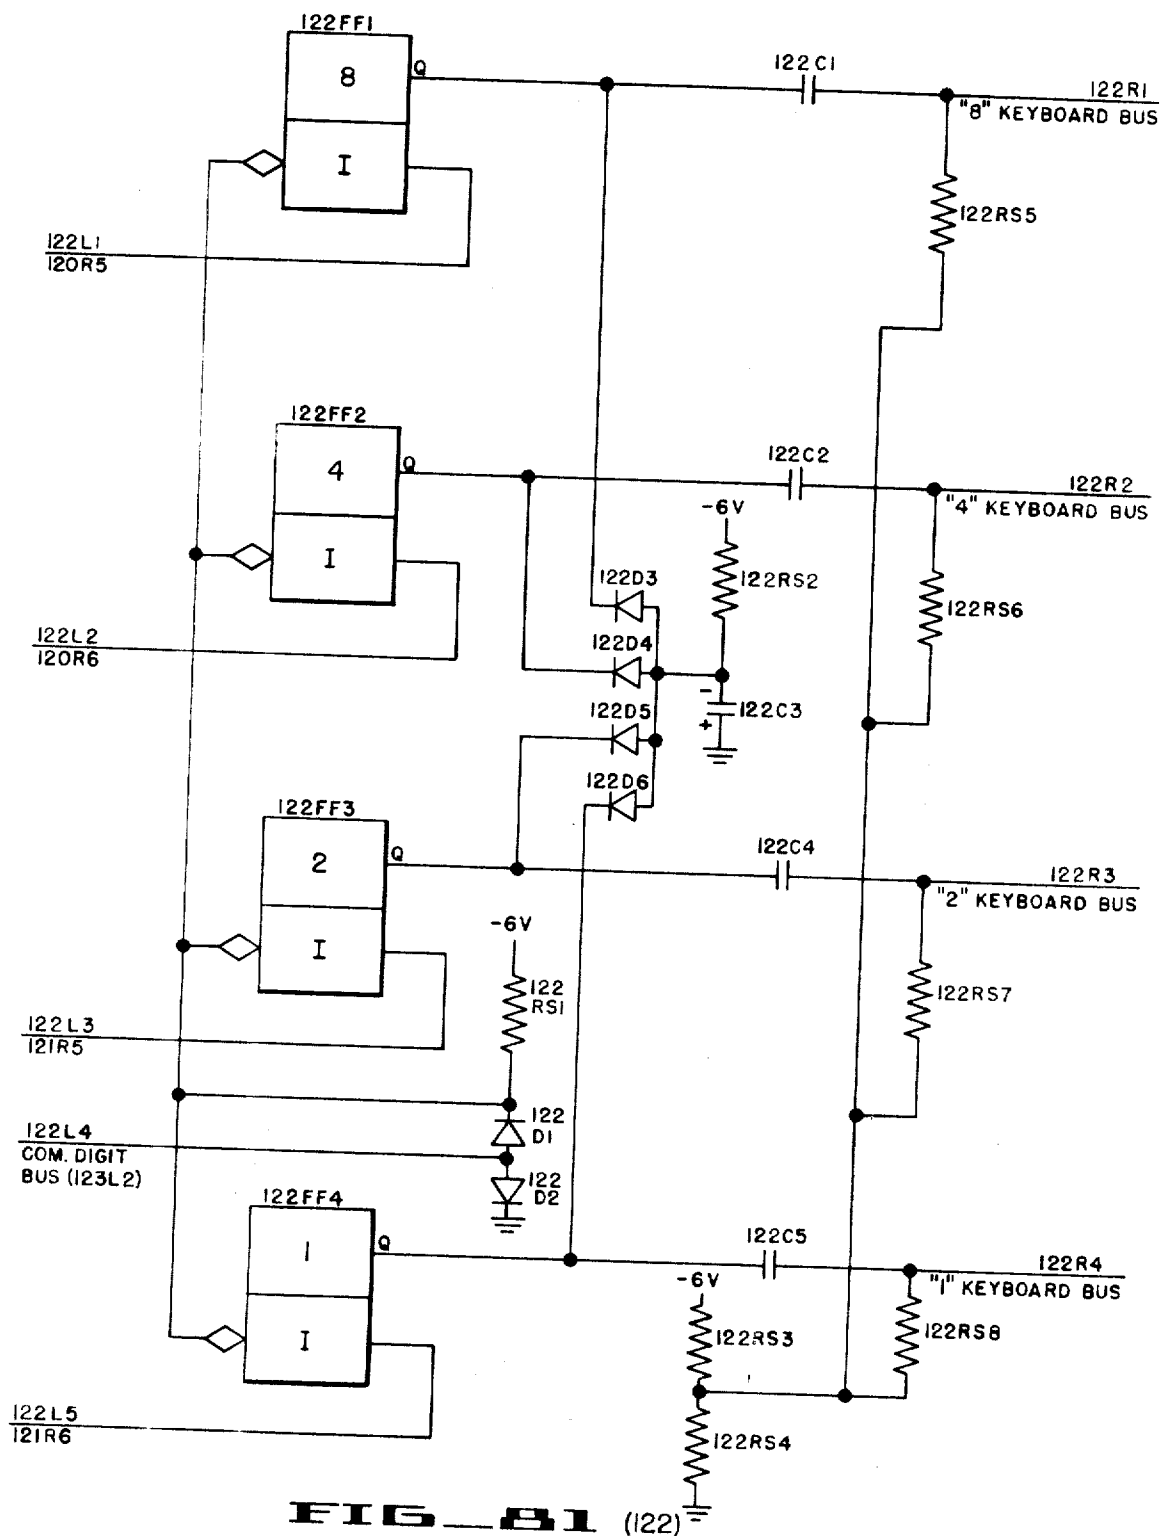 122FF1
8
Q
122C1
122R1
"8" KEYBOARD BUS
I
122RS5
122L1
120R5
122FF2
4
Q
122C2
122R2
"4" KEYBOARD BUS
-6V
I
122D3
122RS2
122RS6
122L2
120R6
122D4
-
122C3
+
122D5
122D6
122FF3
2
Q
122C4
122R3
"2" KEYBOARD BUS
-6V
I
122
RS1
122RS7
122L3
121R5
122L4
COM. DIGIT
BUS (123L2)
122
D1
122
D2
122FF4
1
Q
122C5
122R4
"1" KEYBOARD BUS
-6V
I
122RS3
122RS8
122L5
121R6
122RS4
FIG_81 (122)